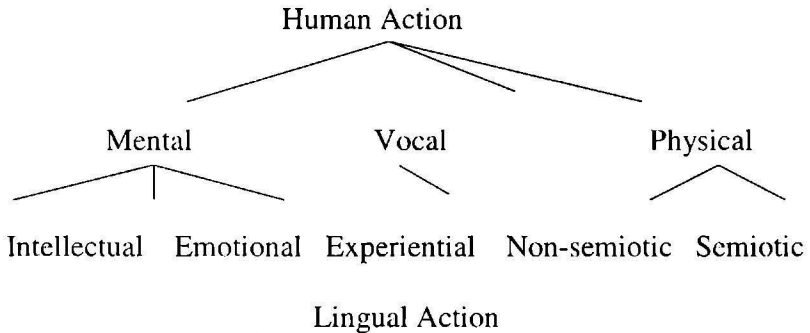 Human Action
Mental Vocal Physical
Intellectual Emotional Experiential Non-semiotic Semiotic
Lingual Action